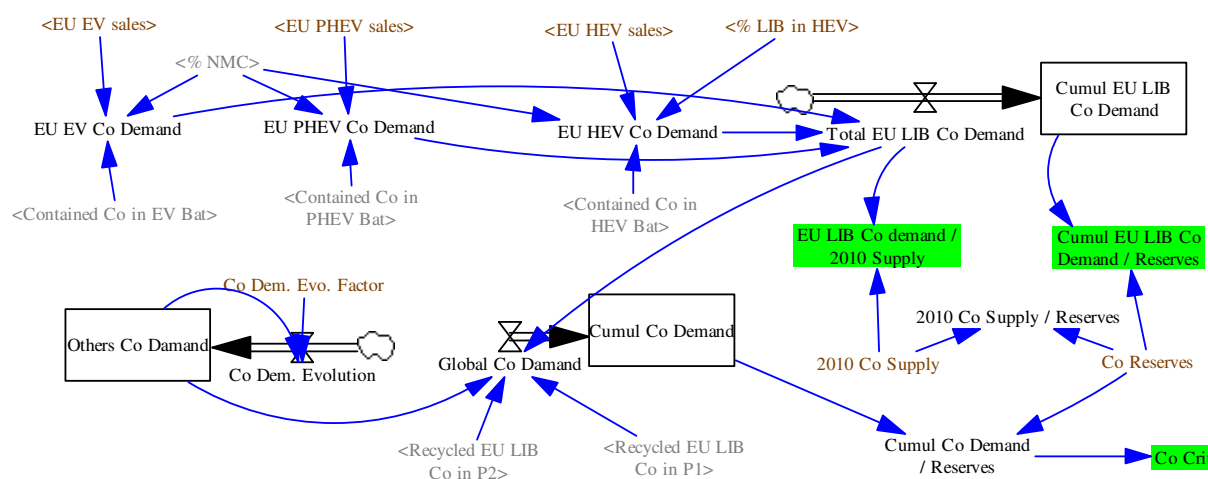 <EU EV sales>
<EU PHEV sales>
<EU HEV sales>
<% LIB in HEV>
<% NMC>
Cumul EU LIB
Co Demand
EU EV Co Demand
EU PHEV Co Demand
EU HEV Co Demand
Total EU LIB Co Demand
<Contained Co in EV Bat>
<Contained Co in
PHEV Bat>
<Contained Co in
HEV Bat>
EU LIB Co demand /
2010 Supply
Cumul EU LIB Co
Demand / Reserves
Co Dem. Evo. Factor
Others Co Damand
Co Dem. Evolution
Cumul Co Demand
Global Co Damand
2010 Co Supply / Reserves
2010 Co Supply
Co Reserves
<Recycled EU LIB
Co in P2>
<Recycled EU LIB
Co in P1>
Cumul Co Demand
/ Reserves
Co Crit